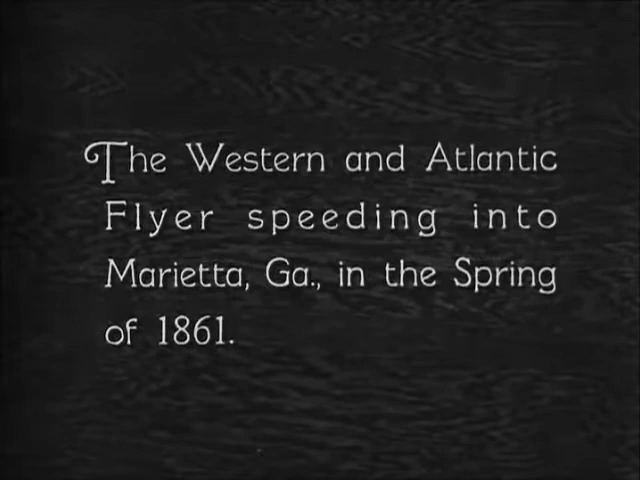 The Western and Atlantic
Flyer speeding into
Marietta, Ga., in the Spring
of 1861.